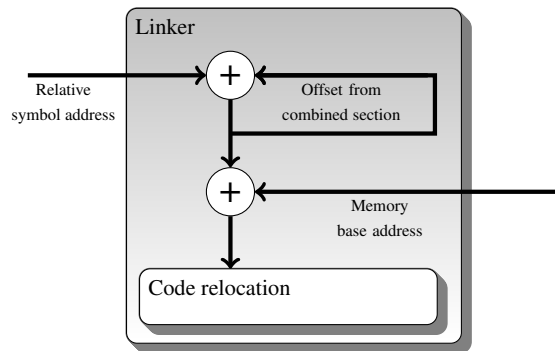 Linker
+
Relative
symbol address
Offset from
combined section
+
Memory
base address
Code relocation